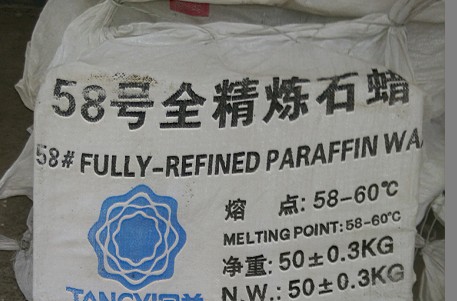 58号全精炼石蜡
58# FULLY-REFINED PARAFFIN WAX
熔 点: 58-60℃
MELTING POINT: 58-60℃
净重: 50±0.3KG
N.W.: 50±0.3KG